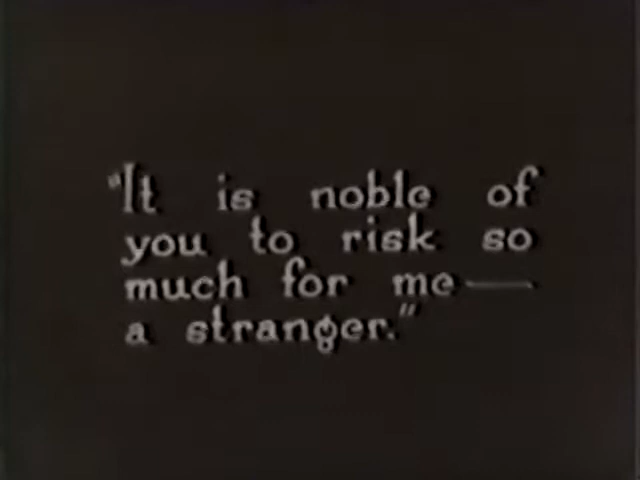 "It is noble of
you to risk so
much for me—
a stranger."